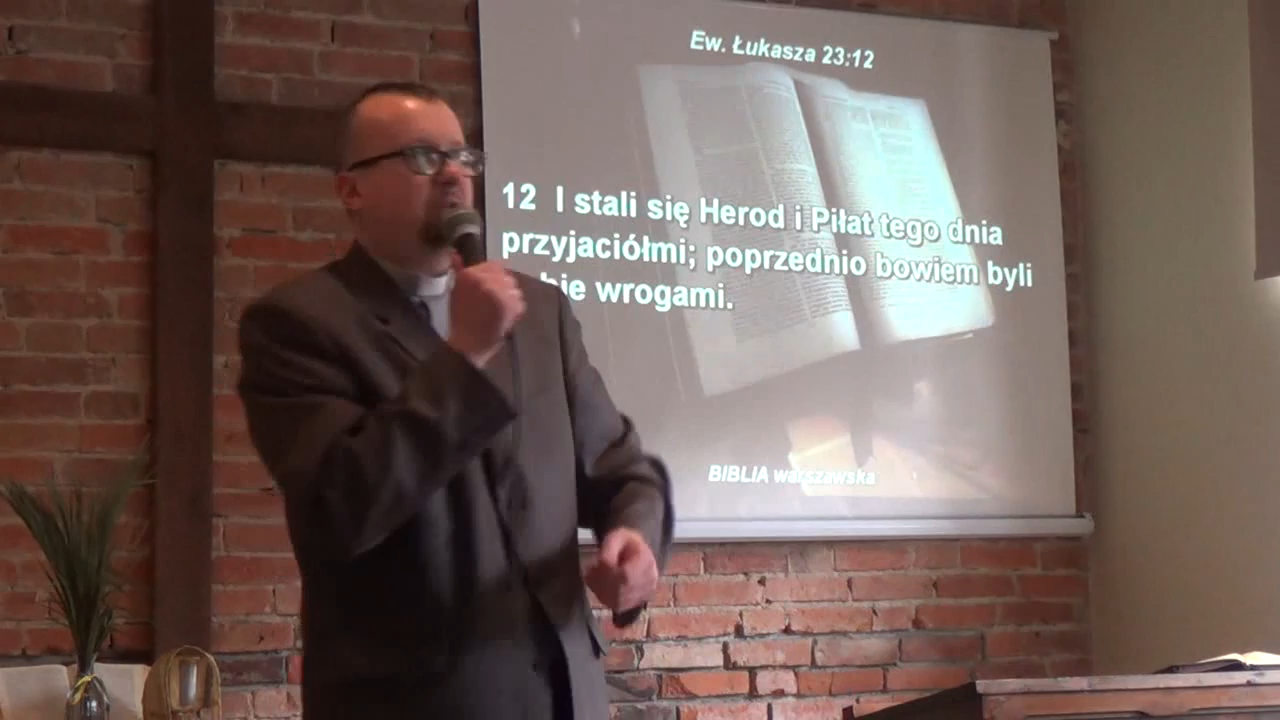 Ew. Łukasza 23:12
12 I stali się Herod i Piłat tego dnia
przyjaciółmi; poprzednio bowiem byli
wrogami.
BIBLIA warszawska